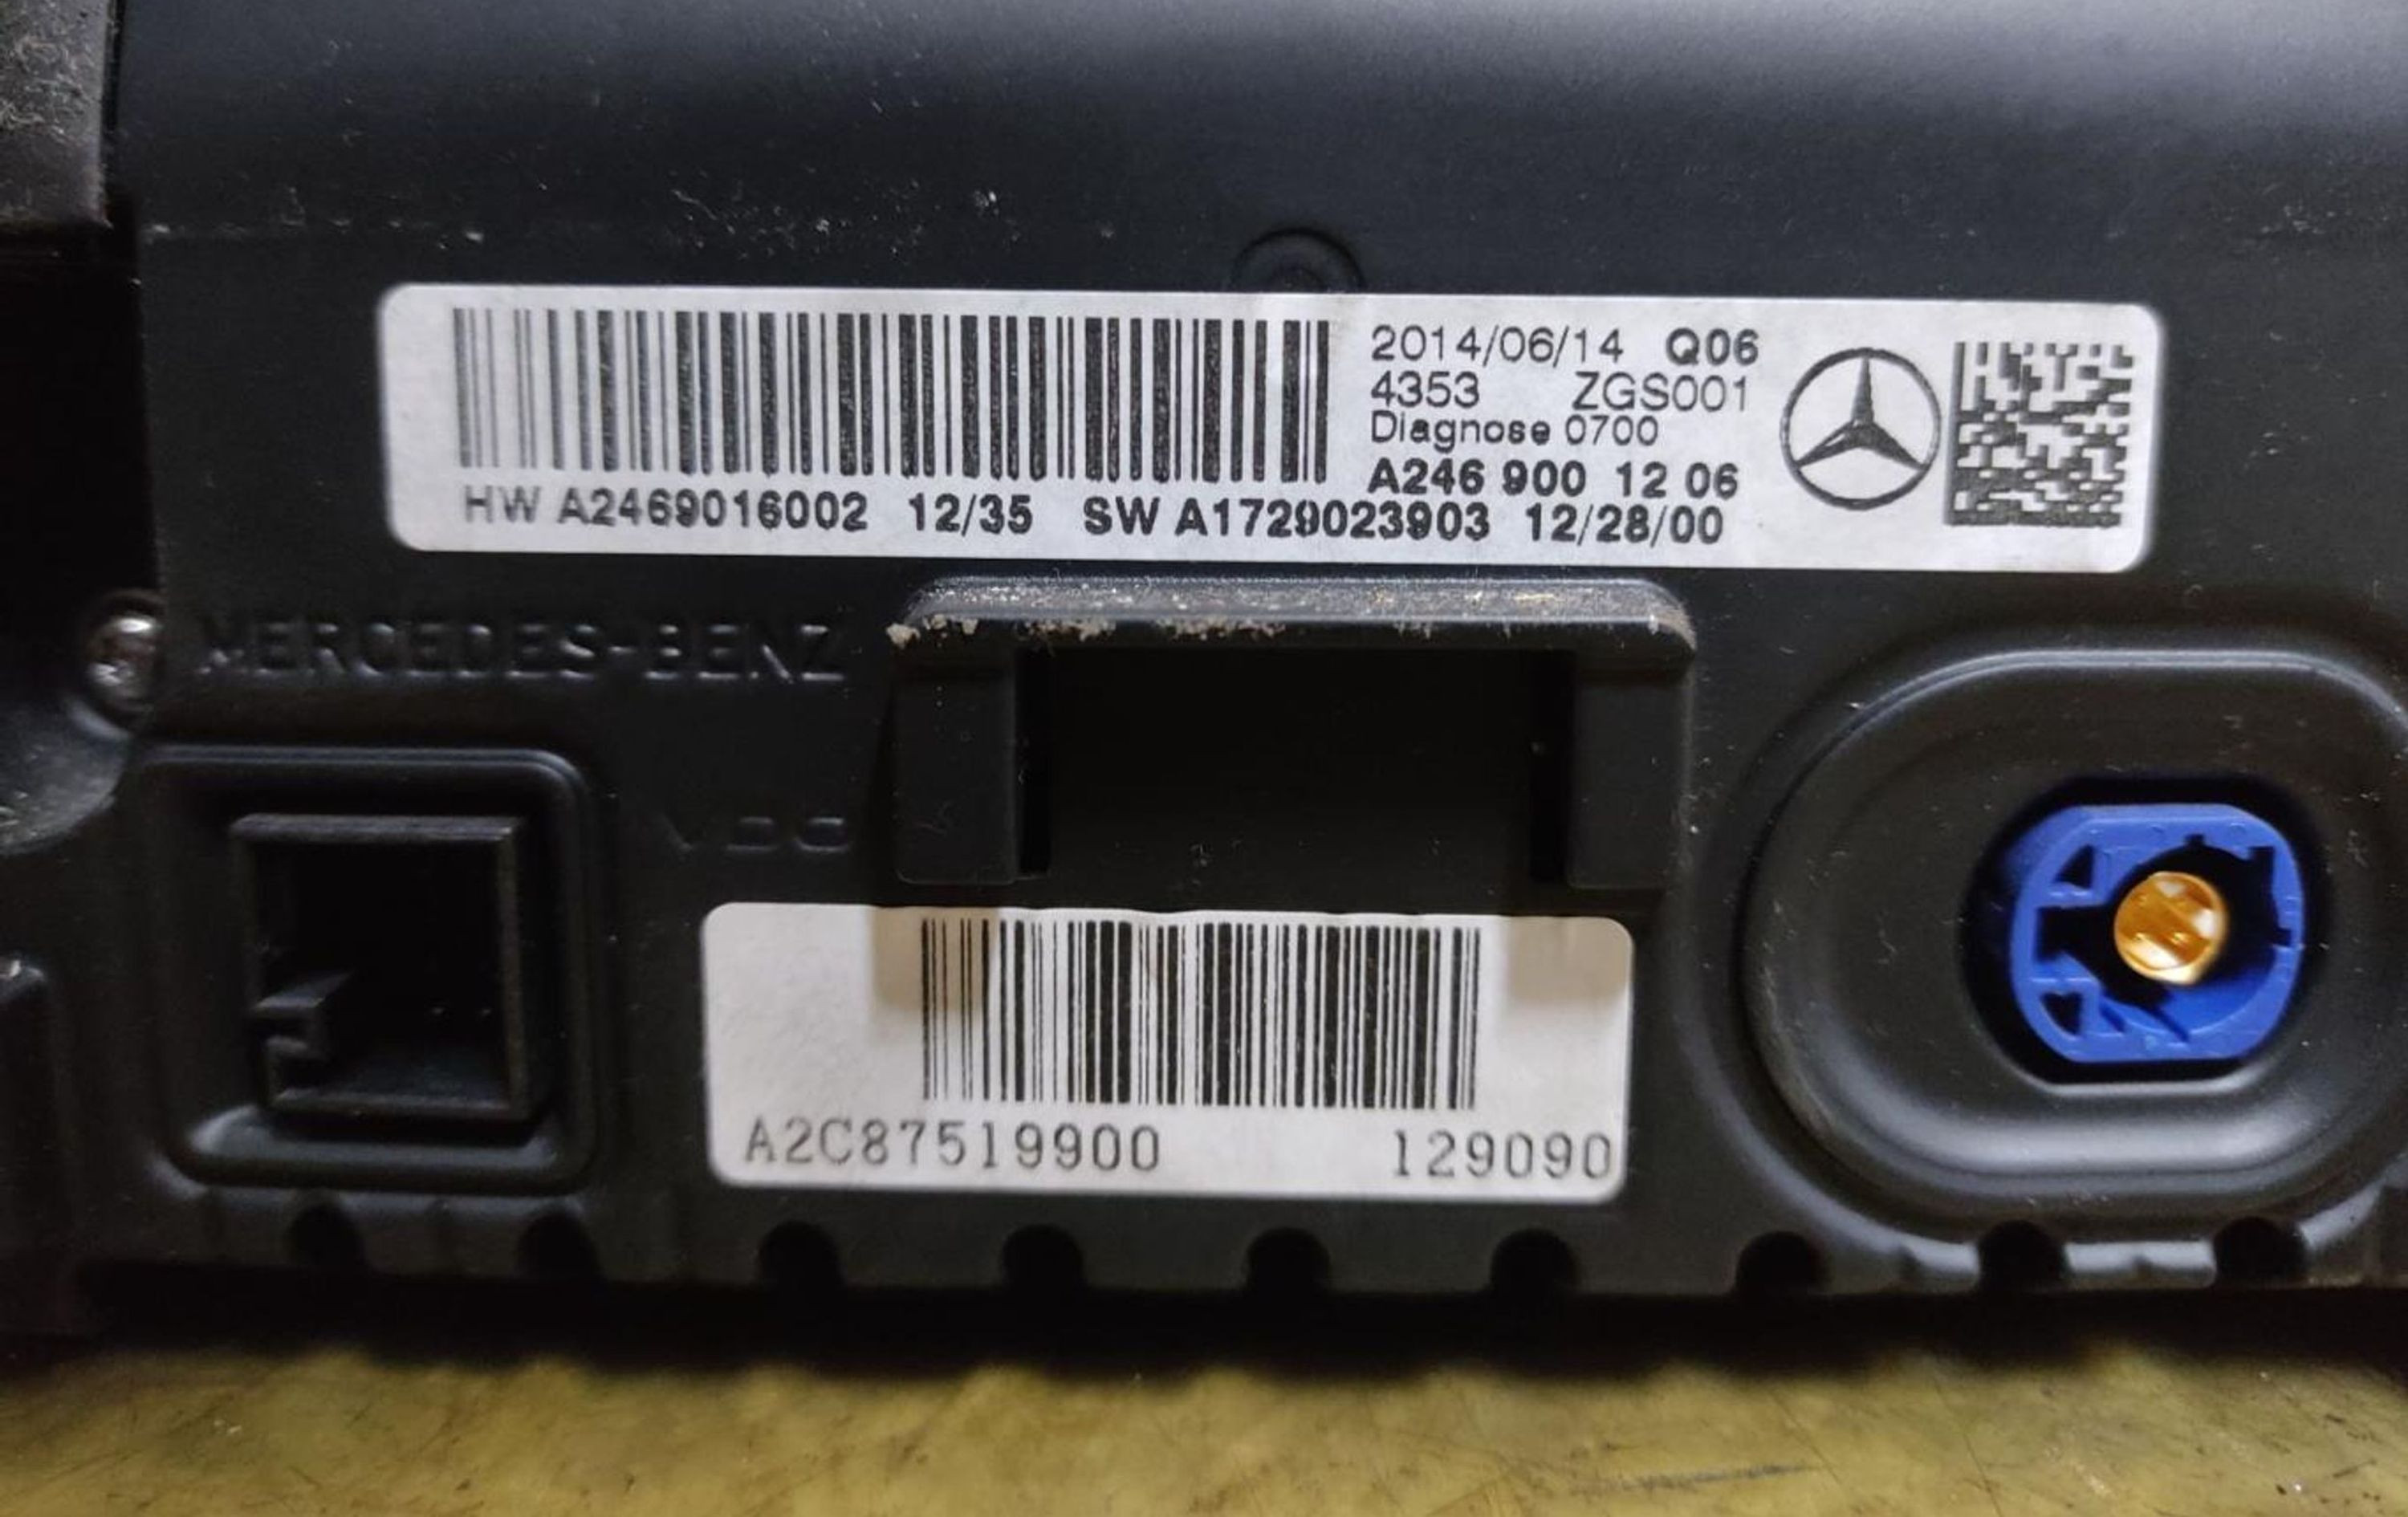 2014/06/14 Q06
4353 ZGS001
Diagnose 0700
A246 900 12 06
HW A2469016002 12/35 SW A1729023903 12/28/00
MERCEDES-BENZ
VDO
A2C87519900 129090